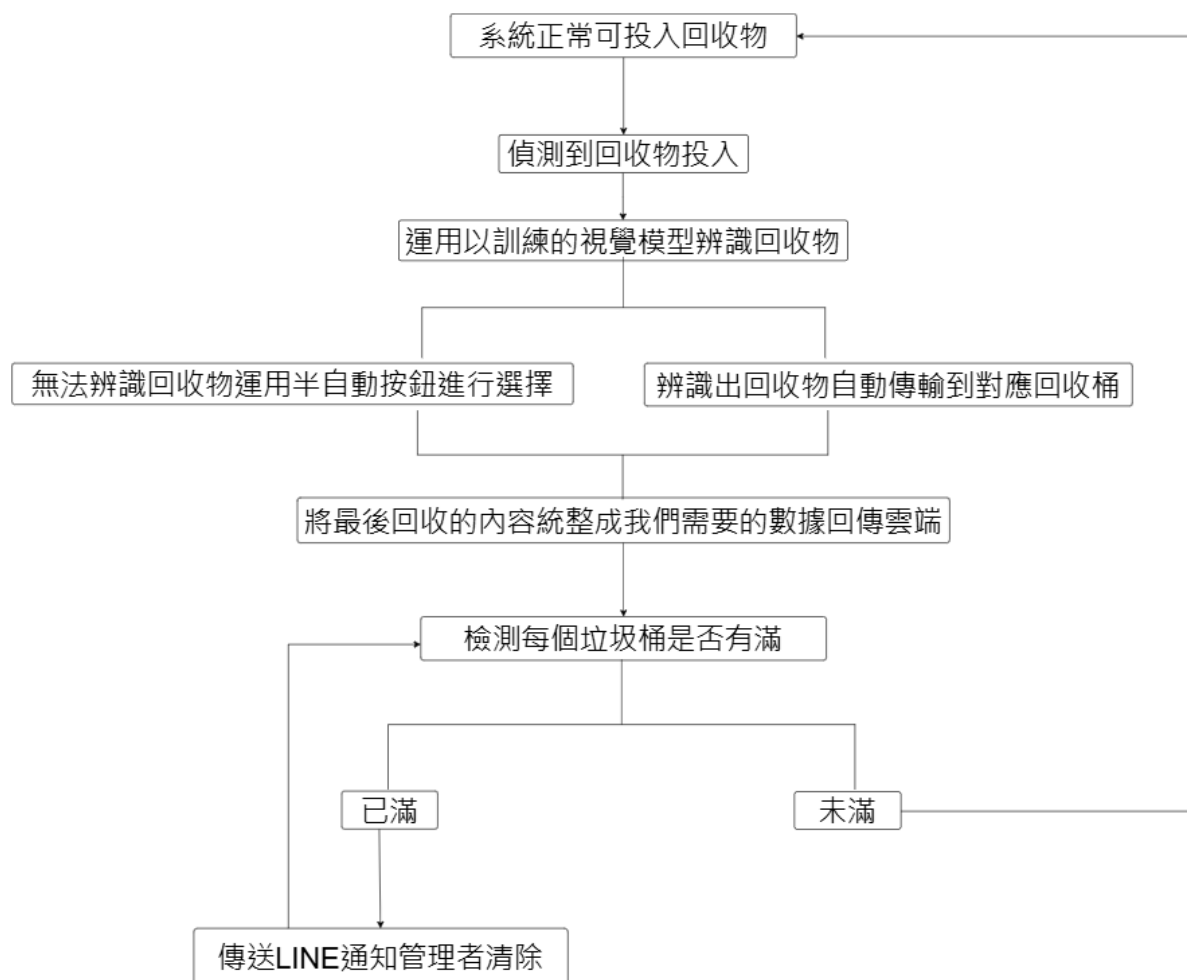 系統正常可投入回收物
偵測到回收物投入
運用以訓練的視覺模型辨識回收物
無法辨識回收物運用半自動按鈕進行選擇
辨識出回收物自動傳輸到對應回收桶
將最後回收的內容統整成我們需要的數據回傳雲端
檢測每個垃圾桶是否有滿
已滿
未滿
傳送LINE通知管理者清除